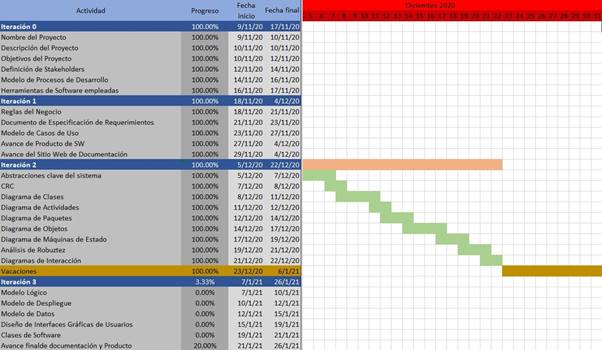 Actividad Progreso Fecha inicio Fecha final Diciembre 2020
5 6 7 8 9 10 11 12 13 14 15 16 17 18 19 20 21 22 23 24 25 26 27 28 29 30 31
Iteración 0 100.00% 9/11/20 17/11/20
Nombre del Proyecto 100.00% 9/11/20 10/11/20
Descripción del Proyecto 100.00% 10/11/20 10/11/20
Objetivos del Proyecto 100.00% 10/11/20 12/11/20
Definición de Stakeholders 100.00% 12/11/20 14/11/20
Modelo de Procesos de Desarrollo 100.00% 14/11/20 16/11/20
Herramientas de Software empleadas 100.00% 16/11/20 17/11/20
Iteración 1 100.00% 18/11/20 4/12/20
Reglas del Negocio 100.00% 18/11/20 21/11/20
Documento de Especificación de Requerimientos 100.00% 21/11/20 23/11/20
Modelo de Casos de Uso 100.00% 23/11/20 27/11/20
Avance de Producto de SW 100.00% 27/11/20 4/12/20
Avance del Sitio Web de Documentación 100.00% 29/11/20 4/12/20
Iteración 2 100.00% 5/12/20 22/12/20
Abstracciones clave del sistema 100.00% 5/12/20 7/12/20
CRC 100.00% 7/12/20 8/12/20
Diagrama de Clases 100.00% 8/12/20 11/12/20
Diagrama de Actividades 100.00% 11/12/20 12/12/20
Diagrama de Paquetes 100.00% 12/12/20 14/12/20
Diagrama de Objetos 100.00% 14/12/20 17/12/20
Diagrama de Máquinas de Estado 100.00% 17/12/20 19/12/20
Análisis de Robuztez 100.00% 19/12/20 21/12/20
Diagramas de Interacción 100.00% 21/12/20 22/12/20
Vacaciones 100.00% 23/12/20 6/1/21
Iteración 3 3.33% 7/1/21 26/1/21
Modelo Lógico 0.00% 7/1/21 10/1/21
Modelo de Despliegue 0.00% 10/1/21 12/1/21
Modelo de Datos 0.00% 12/1/21 15/1/21
Diseño de Interfaces Gráficas de Usuarios 0.00% 15/1/21 19/1/21
Clases de Software 0.00% 19/1/21 21/1/21
Avance finalde documentación y Producto 20.00% 21/1/21 26/1/21